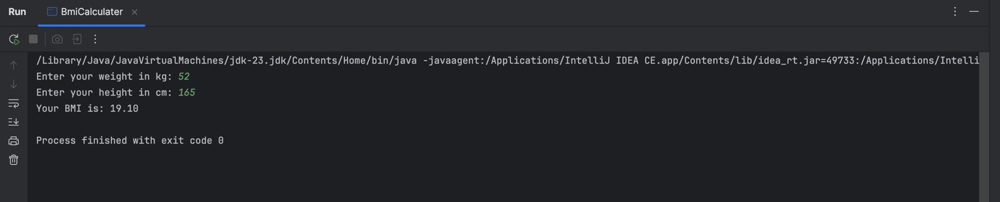 Run BmiCalculater
/Library/Java/JavaVirtualMachines/jdk-23.jdk/Contents/Home/bin/java -javaagent:/Applications/IntelliJ IDEA CE.app/Contents/lib/idea_rt.jar=49733:/Applications/Intelli
Enter your weight in kg: 52
Enter your height in cm: 165
Your BMI is: 19.10
Process finished with exit code 0